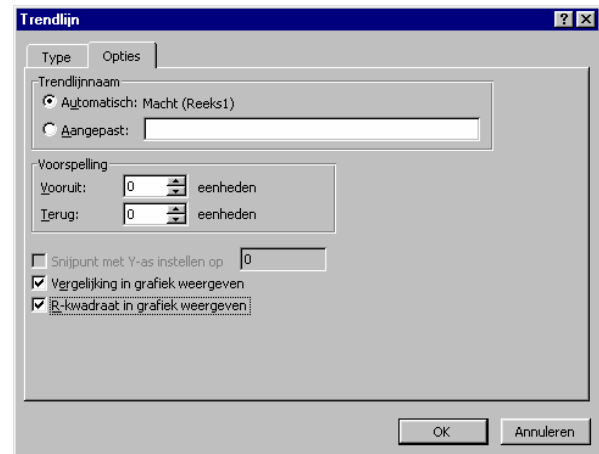 Trendlijn
Type Opties
Trendlijnnaam
Automatisch: Macht (Reeks1)
Aangepast:
Voorspelling
Vooruit: 0 eenheden
Terug: 0 eenheden
Snijpunt met Y-as instellen op 0
Vergelijking in grafiek weergeven
R-kwadraat in grafiek weergeven
OK Annuleren